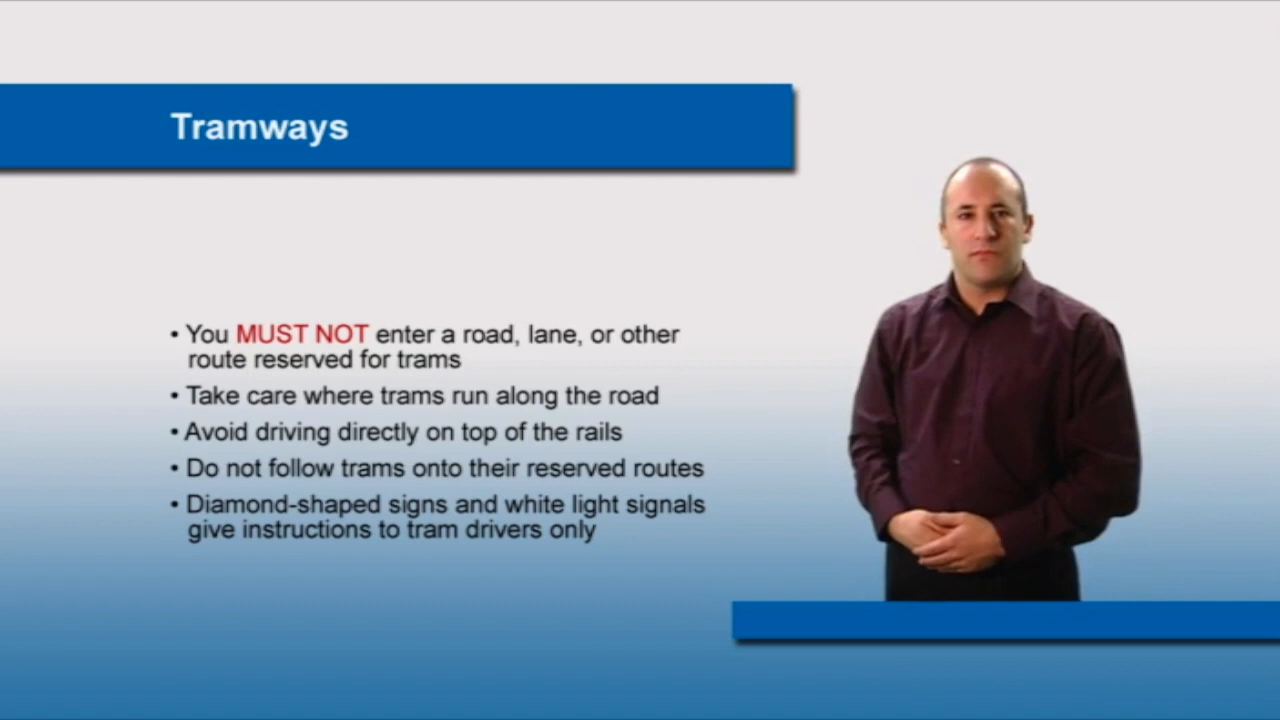 Tramways
• You MUST NOT enter a road, lane, or other
route reserved for trams
• Take care where trams run along the road
• Avoid driving directly on top of the rails
• Do not follow trams onto their reserved routes
• Diamond-shaped signs and white light signals
give instructions to tram drivers only